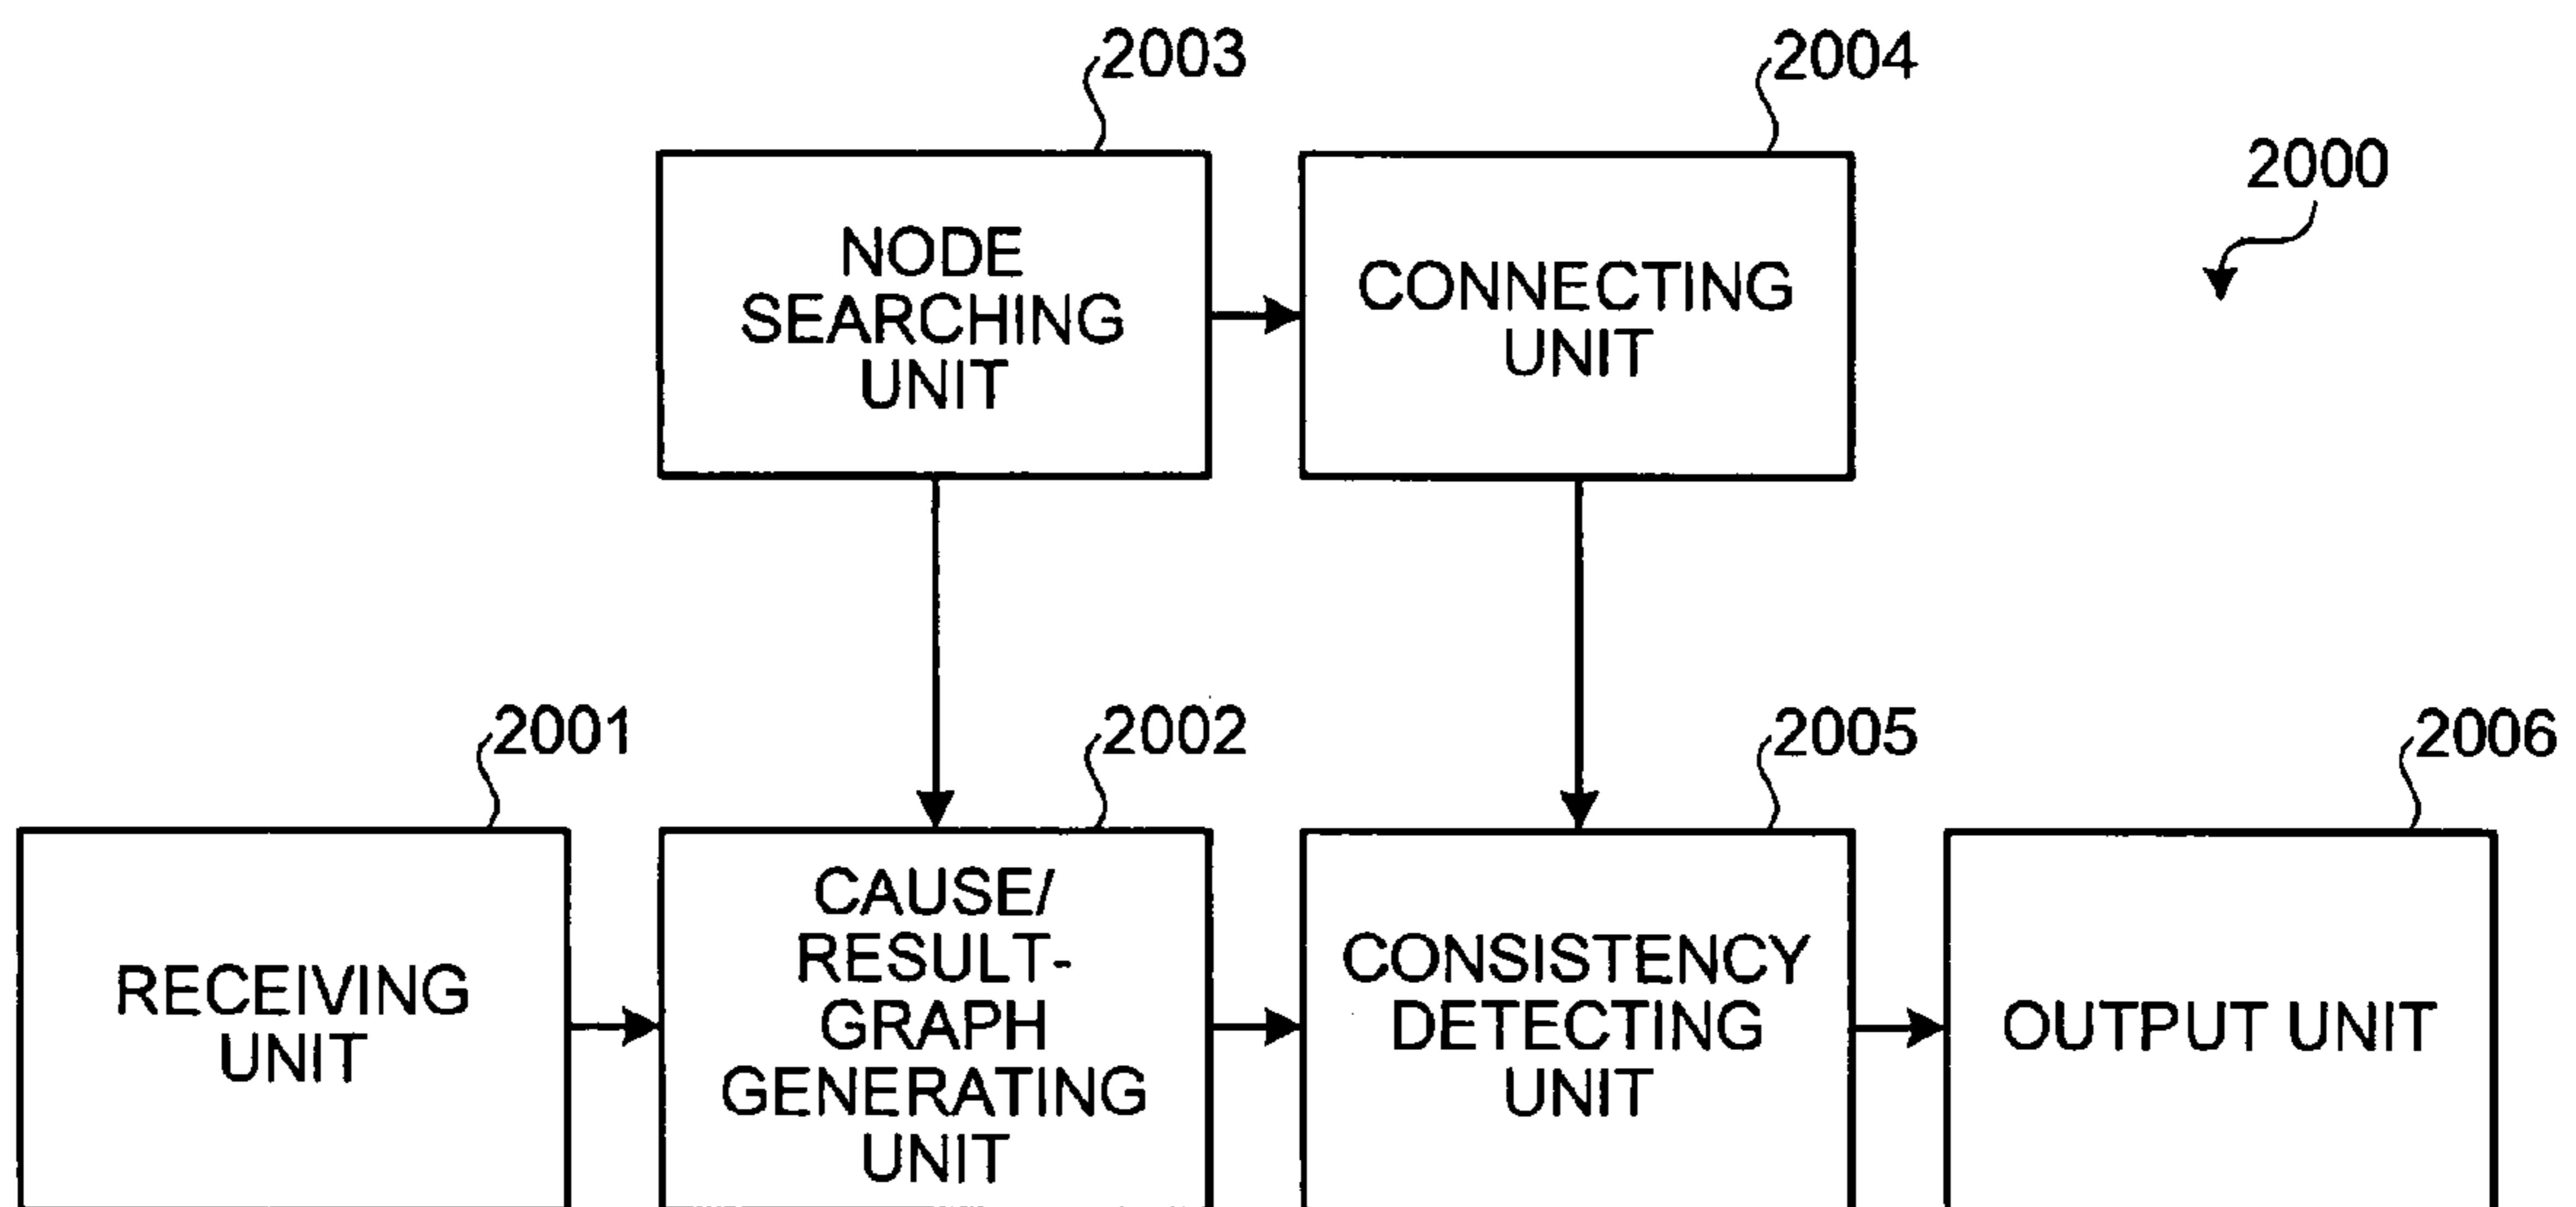 2003
2004
2000
NODE
SEARCHING
UNIT
CONNECTING
UNIT
2001
2002
2005
2006
RECEIVING
UNIT
CAUSE/
RESULT-
GRAPH
GENERATING
UNIT
CONSISTENCY
DETECTING
UNIT
OUTPUT UNIT